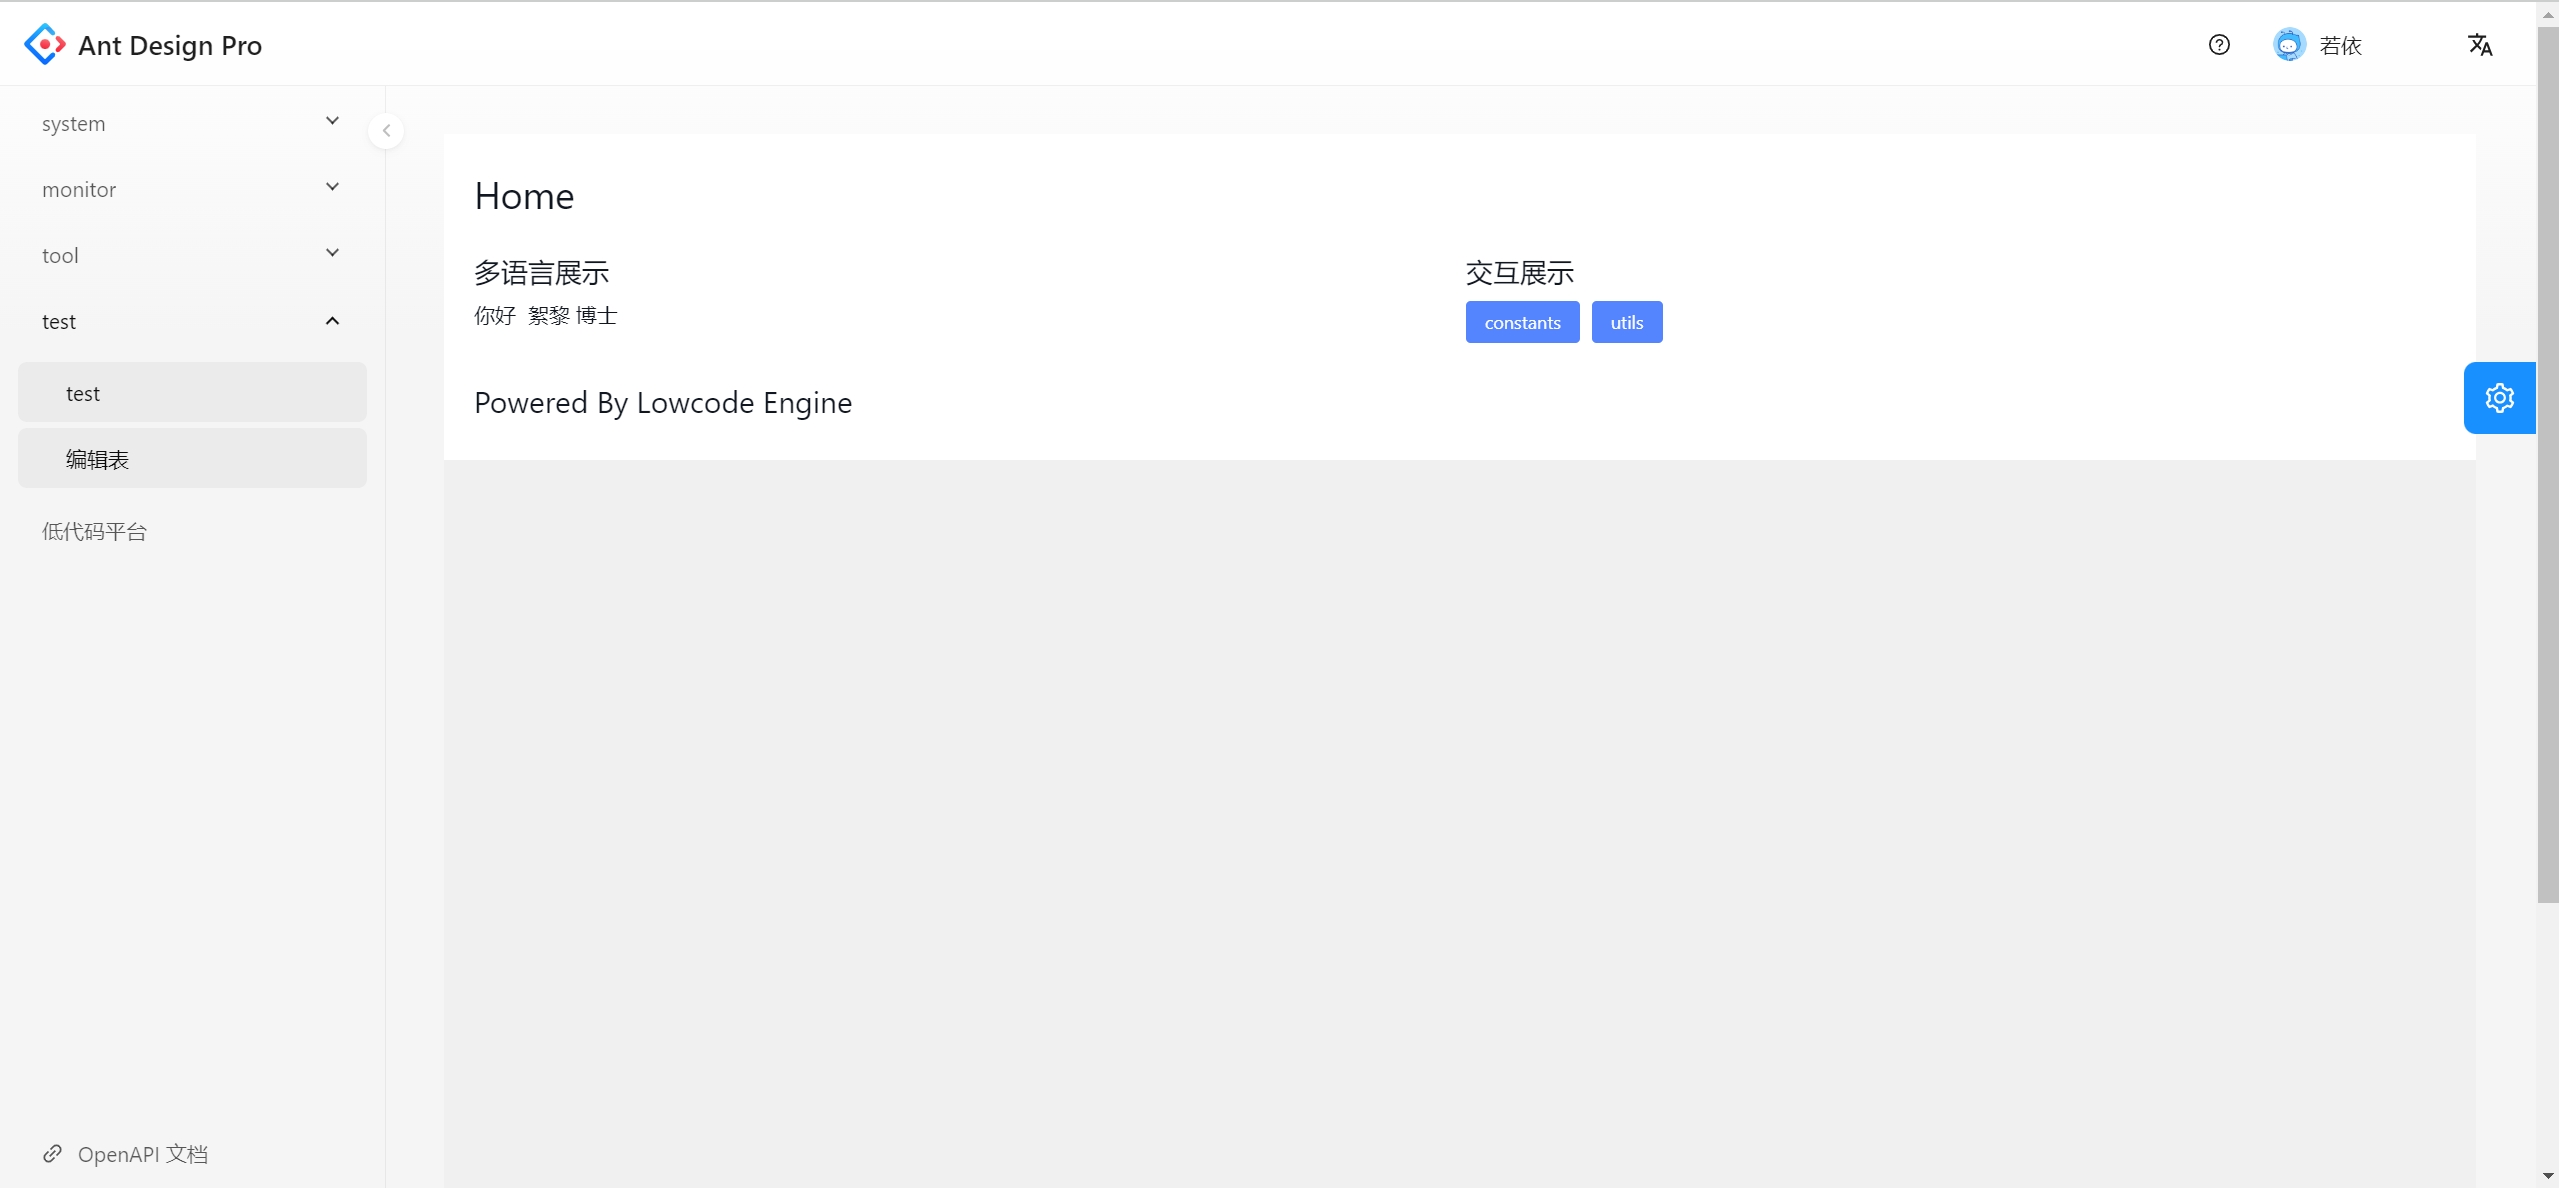 Ant Design Pro
若依
system
monitor
tool
test
test
编辑表
低代码平台
OpenAPI 文档
Home
多语言展示
你好 絮黎 博士
交互展示
constants utils
Powered By Lowcode Engine